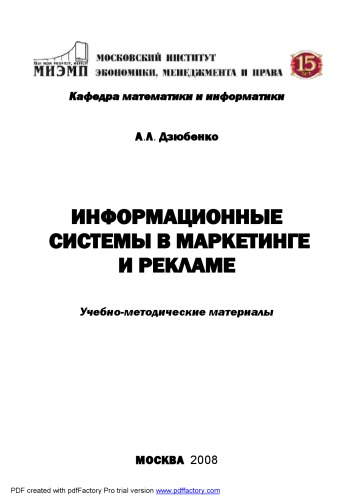 МОСКОВСКИЙ ИНСТИТУТ
МИЭМП
ЭКОНОМИКИ, МЕНЕДЖМЕНТА И ПРАВА
15
ЛЕТ
Кафедра математики и информатики
А.Л. Дзюбенко
ИНФОРМАЦИОННЫЕ
СИСТЕМЫ В МАРКЕТИНГЕ
И РЕКЛАМЕ
Учебно-методические материалы
МОСКВА 2008
PDF created with pdfFactory Pro trial version www.pdffactory.com